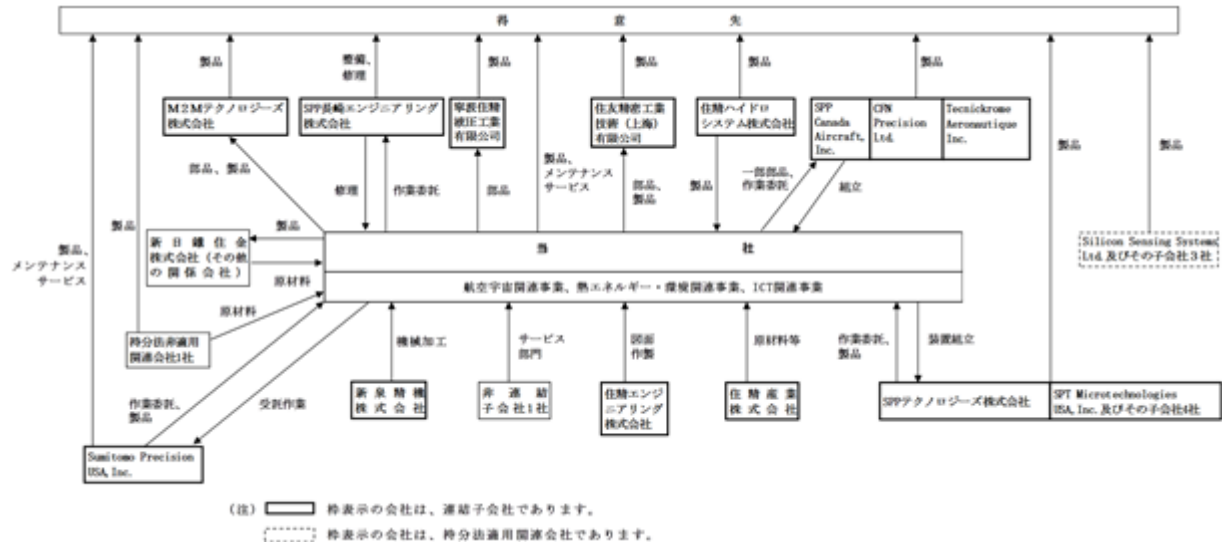 得意先
製品
整備、
修理
製品
製品
製品
製品
M2Mテクノロジーズ
株式会社
SPP長崎エンジニアリング
株式会社
寧波住精
液圧工業
有限公司
住友精密工業
技術(上海)
有限公司
住精ハイドロ
システム株式会社
SPP
Canada
Aircraft,
Inc.
CFN
Precision
Ltd.
Tecnickrome
Aeronautique
Inc.
部品、製品
修理
作業委託
部品
製品、
メンテナンス
サービス
部品、
製品
製品
一部部品、
作業委託
組立
製品
製品
製品、
メンテナンス
サービス
製品
新日鐵住金
株式会社(その他
の関係会社)
製品
原材料
当社
航空宇宙関連事業、熱エネルギー・環境関連事業、ICT関連事業
Silicon Sensing Systems
Ltd.及びその子会社3社
持分法非適用
関連会社1社
原材料
機械加工
サービス
部門
図面
作製
原材料等
作業委託、
製品
装置組立
作業委託、
製品
受託作業
新泉精機
株式会社
非連結
子会社1社
住精エンジ
ニアリング
株式会社
住精産業
株式会社
SPPテクノロジーズ株式会社
SPT Microtechnologies
USA,Inc.及びその子会社4社
Sumitomo Precision
USA,Inc.
(注) 枠表示の会社は、連結子会社であります。
枠表示の会社は、持分法適用関連会社であります。